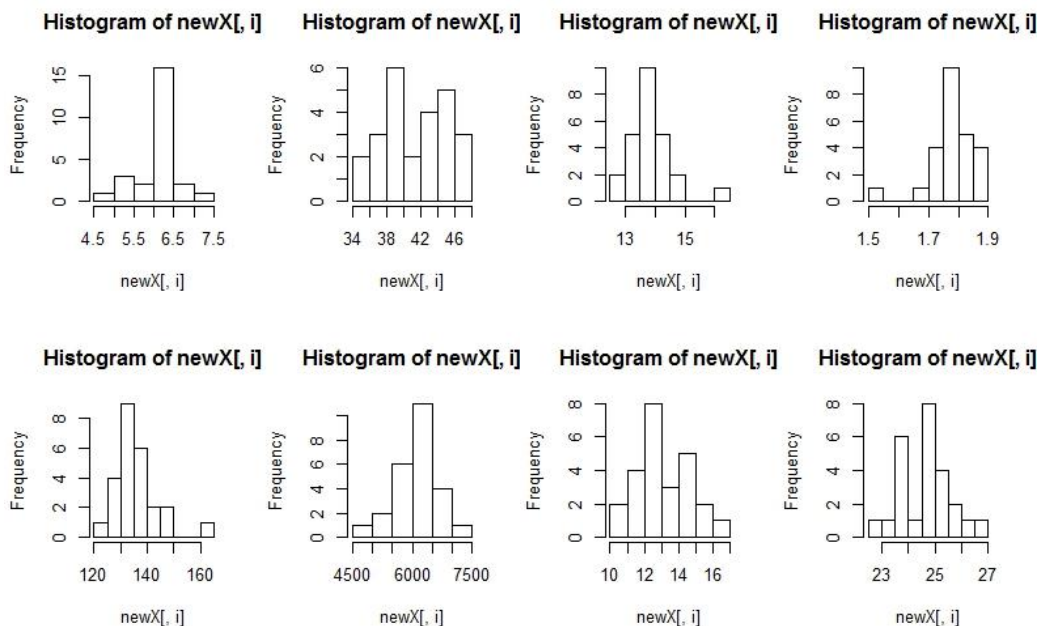 Histogram of newX[, i] Histogram of newX[, i] Histogram of newX[, i] Histogram of newX[, i]
Frequency Frequency Frequency Frequency
0 5 10 15
4.5 5.5 6.5 7.5
newX[, i]
0 2 4 6
34 38 42 46
newX[, i]
0 2 4 6 8
13 15
newX[, i]
0 2 4 6 8
1.5 1.7 1.9
newX[, i]
Histogram of newX[, i] Histogram of newX[, i] Histogram of newX[, i] Histogram of newX[, i]
Frequency Frequency Frequency Frequency
0 2 4 6 8
120 140 160
newX[, i]
0 2 4 6
4500 6000 7500
newX[, i]
0 2 4 6 8
10 12 14 16
newX[, i]
0 2 4 6 8
23 25 27
newX[, i]